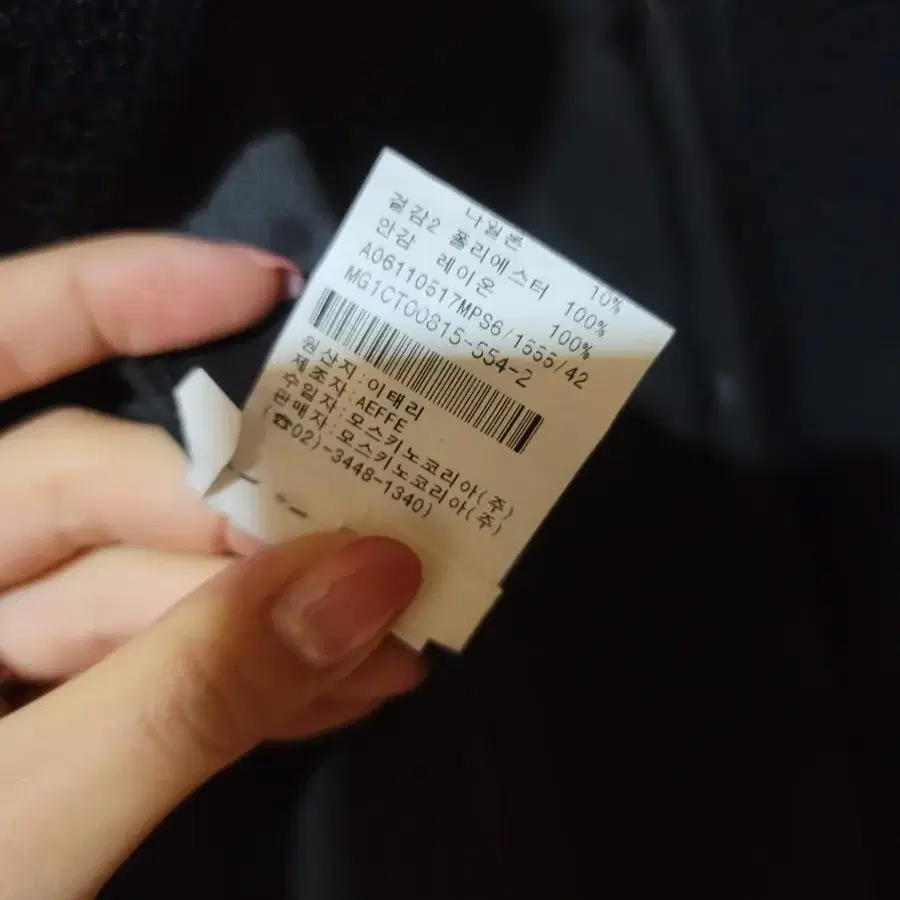 나일론 10%
겉감2 폴리에스터 100%
안감 레이온 100%
A06110517MPS6/1555/42
MG1CT00815-554-2
원산지:이태리
제조자:AEFFE
수입자:모스키노코리아(주)
판매자:모스키노코리아(주)
(☎02)-3448-1340)